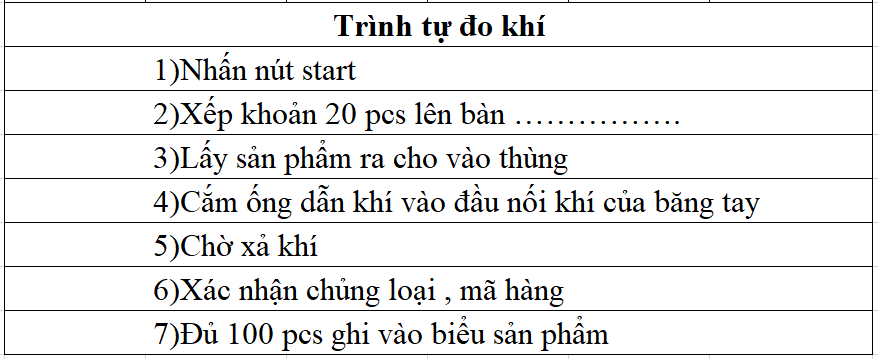 Trình tự đo khí
1)Nhấn nút start
2)Xếp khoản 20 pcs lên bàn …………….
3)Lấy sản phẩm ra cho vào thùng
4)Cắm ống dẫn khí vào đầu nối khí của băng tay
5)Chờ xả khí
6)Xác nhận chủng loại , mã hàng
7)Đủ 100 pcs ghi vào biểu sản phẩm